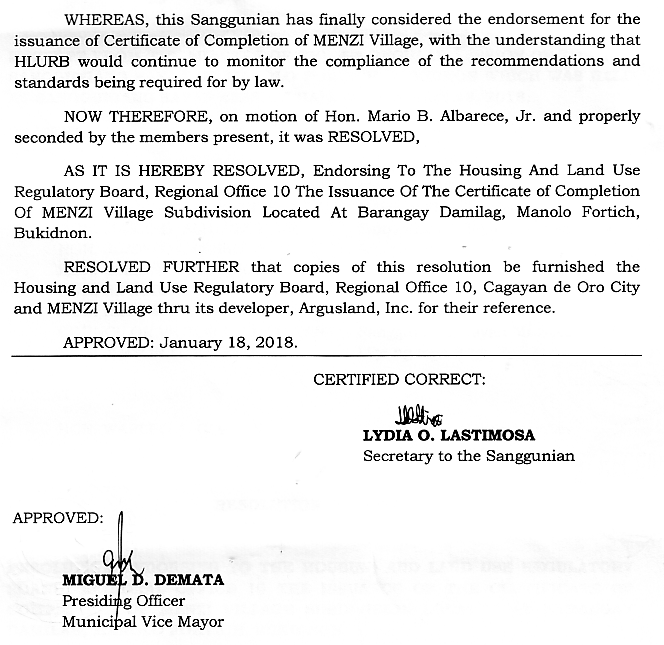 WHEREAS, this Sanggunian has finally considered the endorsement for the
issuance of Certificate of Completion of MENZI Village, with the understanding that
HLURB would continue to monitor the compliance of the recommendations and
standards being required for by law.
NOW THEREFORE, on motion of Hon. Mario B. Albarece, Jr. and properly
seconded by the members present, it was RESOLVED,
AS IT IS HEREBY RESOLVED, Endorsing To The Housing And Land Use
Regulatory Board, Regional Office 10 The Issuance Of The Certificate of Completion
Of MENZI Village Subdivision Located At Barangay Damilag, Manolo Fortich,
Bukidnon.
RESOLVED FURTHER that copies of this resolution be furnished the
Housing and Land Use Regulatory Board, Regional Office 10, Cagayan de Oro City
and MENZI Village thru its developer, Argusland, Inc. for their reference.
APPROVED: January 18, 2018.
CERTIFIED CORRECT:
LYDIA O. LASTIMOSA
Secretary to the Sanggunian
APPROVED:
MIGUEL D. DEMATA
Presiding Officer
Municipal Vice Mayor